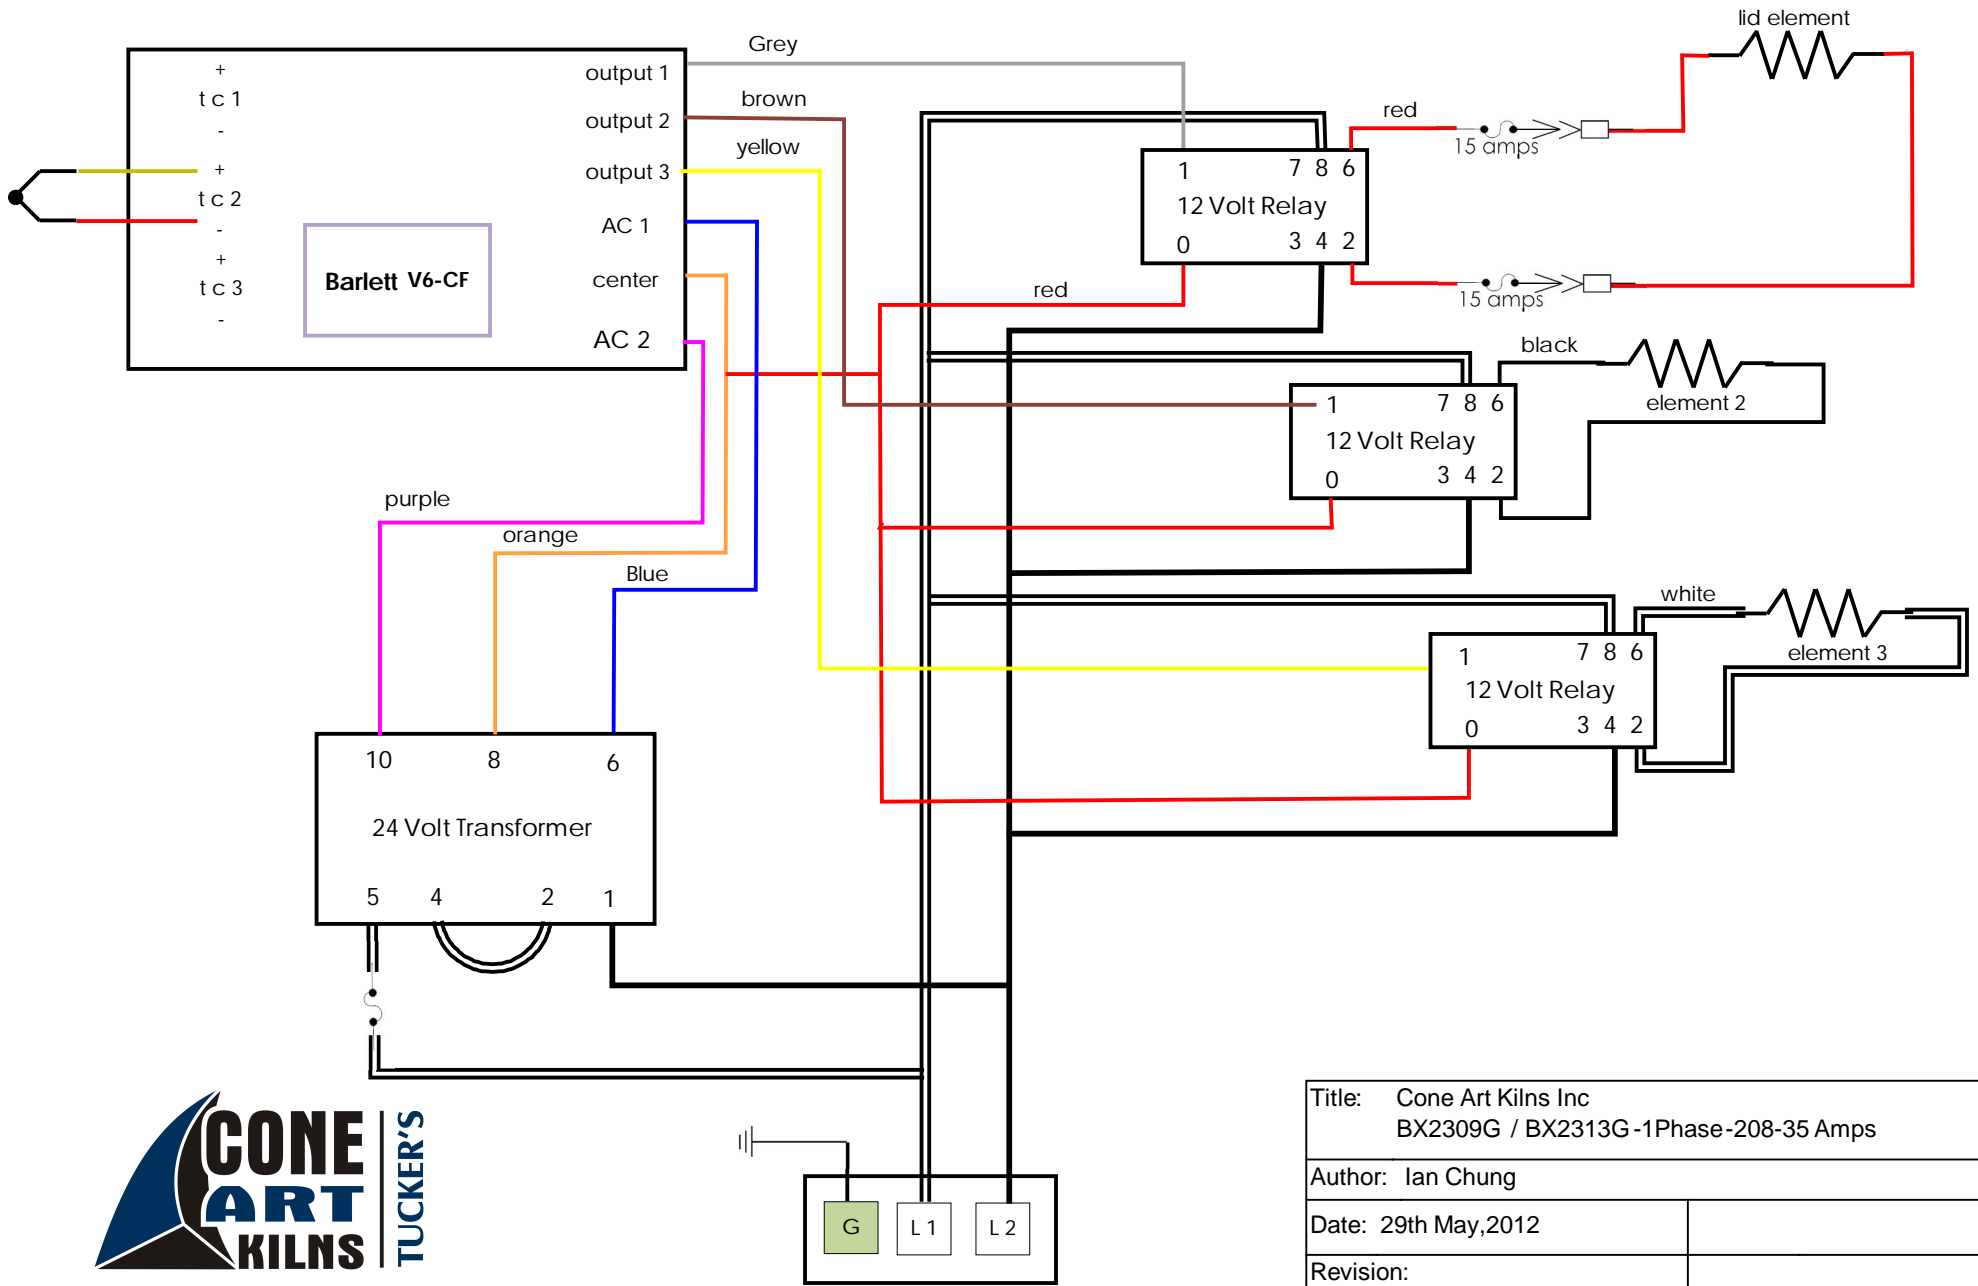 lid element
Grey
+
t c 1
-
output 1
brown
output 2
yellow
red
15 amps
+
t c 2
-
output 3
1 7 8 6
12 Volt Relay
0 3 4 2
AC 1
+
t c 3
-
Barlett V6-CF
center
red
15 amps
AC 2
black
element 2
1 7 8 6
12 Volt Relay
0 3 4 2
purple
orange
Blue
white
element 3
1 7 8 6
12 Volt Relay
0 3 4 2
10 8 6
24 Volt Transformer
5 4 2 1
CONE
ART
KILNS
TUCKER'S
G L 1 L 2
Title: Cone Art Kilns Inc
BX2309G / BX2313G-1Phase-208-35 Amps
Author: Ian Chung
Date: 29th May,2012
Revision: